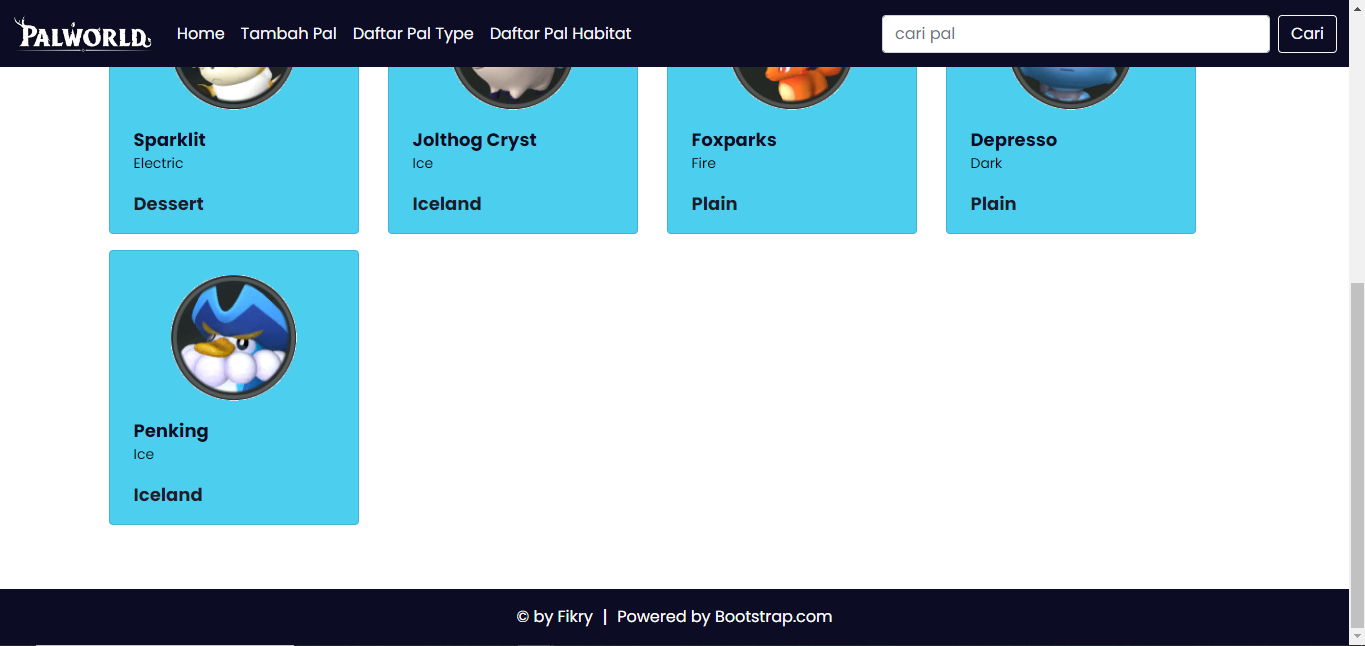 PALWORLD Home Tambah Pal Daftar Pal Type Daftar Pal Habitat cari pal Cari
Sparklit Jolthog Cryst Foxparks Depresso
Electric Ice Fire Dark
Dessert Iceland Plain Plain
Penking
Ice
Iceland
© by Fikry | Powered by Bootstrap.com